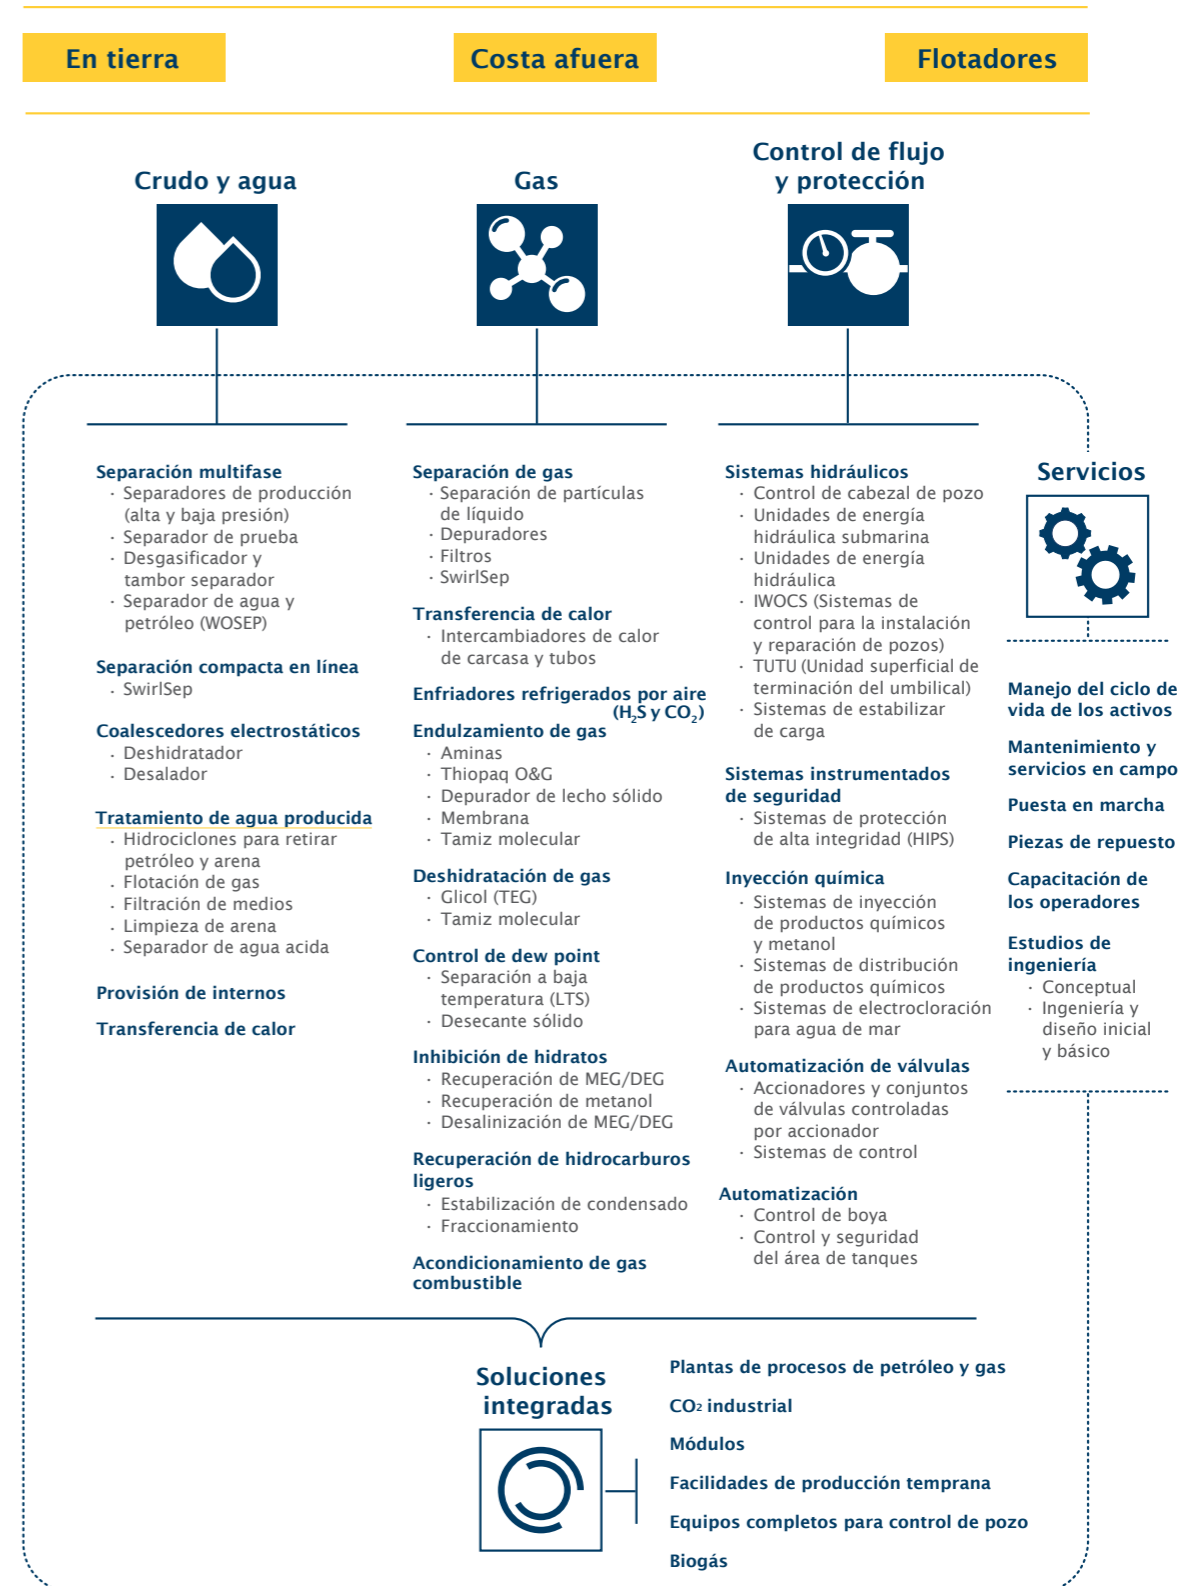 En tierra
Costa afuera
Flotadores
Crudo y agua
Gas
Control de flujo
y protección
Separación multifase
· Separadores de producción
(alta y baja presión)
· Separador de prueba
· Desgasificador y
tambor separador
· Separador de agua y
petróleo (WOSEP)
Separación compacta en línea
· SwirlSep
Coalescedores electrostáticos
· Deshidratador
· Desalador
Tratamiento de agua producida
· Hidrociclones para retirar
petróleo y arena
· Flotación de gas
· Filtración de medios
· Limpieza de arena
· Separador de agua acida
Provisión de internos
Transferencia de calor
Separación de gas
· Separación de partículas
de líquido
· Depuradores
· Filtros
· SwirlSep
Transferencia de calor
· Intercambiadores de calor
de carcasa y tubos
Enfriadores refrigerados por aire
(H₂S y CO₂)
Endulzamiento de gas
· Aminas
· Thiopaq O&G
· Depurador de lecho sólido
· Membrana
· Tamiz molecular
Deshidratación de gas
· Glicol (TEG)
· Tamiz molecular
Control de dew point
· Separación a baja
temperatura (LTS)
· Desecante sólido
Inhibición de hidratos
· Recuperación de MEG/DEG
· Recuperación de metanol
· Desalinización de MEG/DEG
Recuperación de hidrocarburos
ligeros
· Estabilización de condensado
· Fraccionamiento
Acondicionamiento de gas
combustible
Sistemas hidráulicos
· Control de cabezal de pozo
· Unidades de energía
hidráulica submarina
· Unidades de energía
hidráulica
· IWOCS (Sistemas de
control para la instalación
y reparación de pozos)
· TUTU (Unidad superficial de
terminación del umbilical)
· Sistemas de estabilizar
de carga
Sistemas instrumentados
de seguridad
· Sistemas de protección
de alta integridad (HIPS)
Inyección química
· Sistemas de inyección
de productos químicos
y metanol
· Sistemas de distribución
de productos químicos
· Sistemas de electrocloración
para agua de mar
Automatización de válvulas
· Accionadores y conjuntos
de válvulas controladas
por accionador
· Sistemas de control
Automatización
· Control de boya
· Control y seguridad
del área de tanques
Servicios
Manejo del ciclo de
vida de los activos
Mantenimiento y
servicios en campo
Puesta en marcha
Piezas de repuesto
Capacitación de
los operadores
Estudios de
ingeniería
· Conceptual
· Ingeniería y
diseño inicial
y básico
Soluciones
integradas
Plantas de procesos de petróleo y gas
CO₂ industrial
Módulos
Facilidades de producción temprana
Equipos completos para control de pozo
Biogás